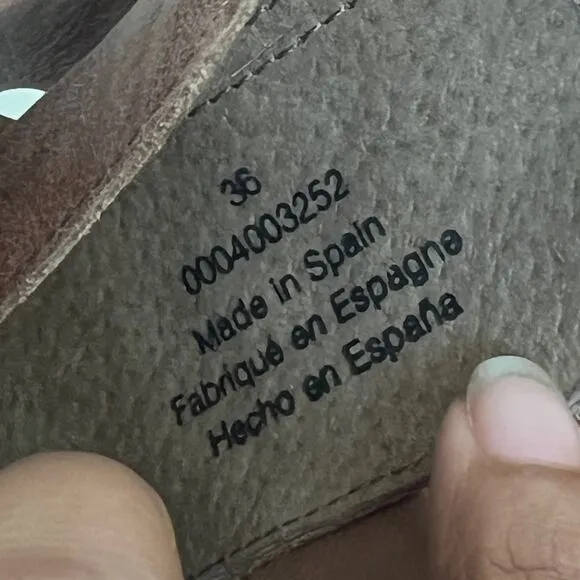 36
0004003252
Made in Spain
Fabriqué en Espagne
Hecho en España